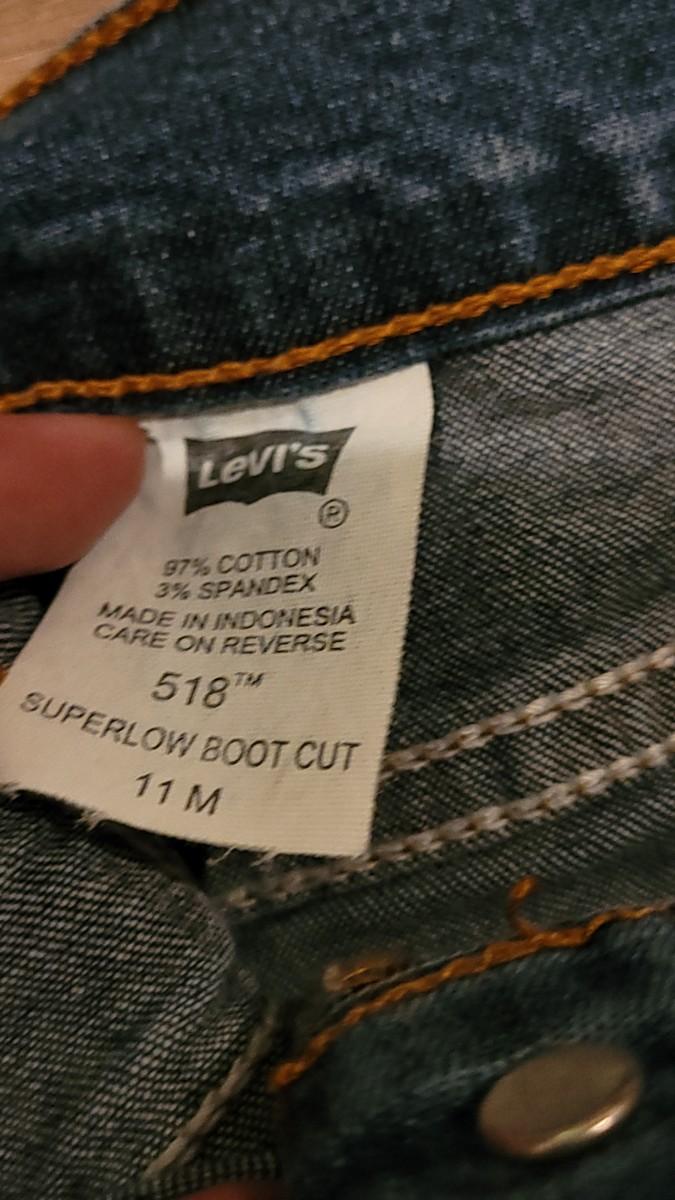 Levi's
®
97% COTTON
3% SPANDEX
MADE IN INDONESIA
CARE ON REVERSE
518™
SUPERLOW BOOT CUT
11 M